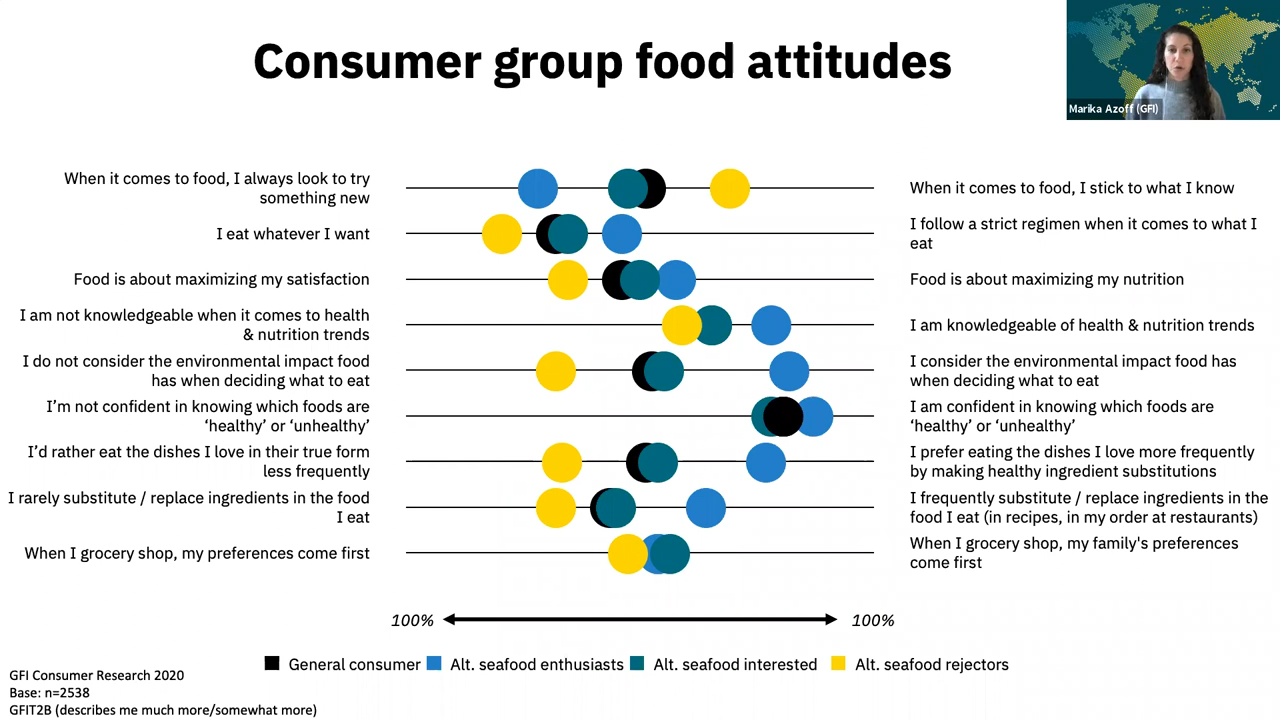 Consumer group food attitudes
Marika Azoff (GFI)
When it comes to food, I always look to try
something new
When it comes to food, I stick to what I know
I eat whatever I want
I follow a strict regimen when it comes to what I
eat
Food is about maximizing my satisfaction
Food is about maximizing my nutrition
I am not knowledgeable when it comes to health
& nutrition trends
I am knowledgeable of health & nutrition trends
I do not consider the environmental impact food
has when deciding what to eat
I consider the environmental impact food has
when deciding what to eat
I’m not confident in knowing which foods are
‘healthy’ or ‘unhealthy’
I am confident in knowing which foods are
‘healthy’ or ‘unhealthy’
I’d rather eat the dishes I love in their true form
less frequently
I prefer eating the dishes I love more frequently
by making healthy ingredient substitutions
I rarely substitute / replace ingredients in the food
I eat
I frequently substitute / replace ingredients in the
food I eat (in recipes, in my order at restaurants)
When I grocery shop, my preferences come first
When I grocery shop, my family's preferences
come first
100%
100%
General consumer
Alt. seafood enthusiasts
Alt. seafood interested
Alt. seafood rejectors
GFI Consumer Research 2020
Base: n=2538
GFIT2B (describes me much more/somewhat more)